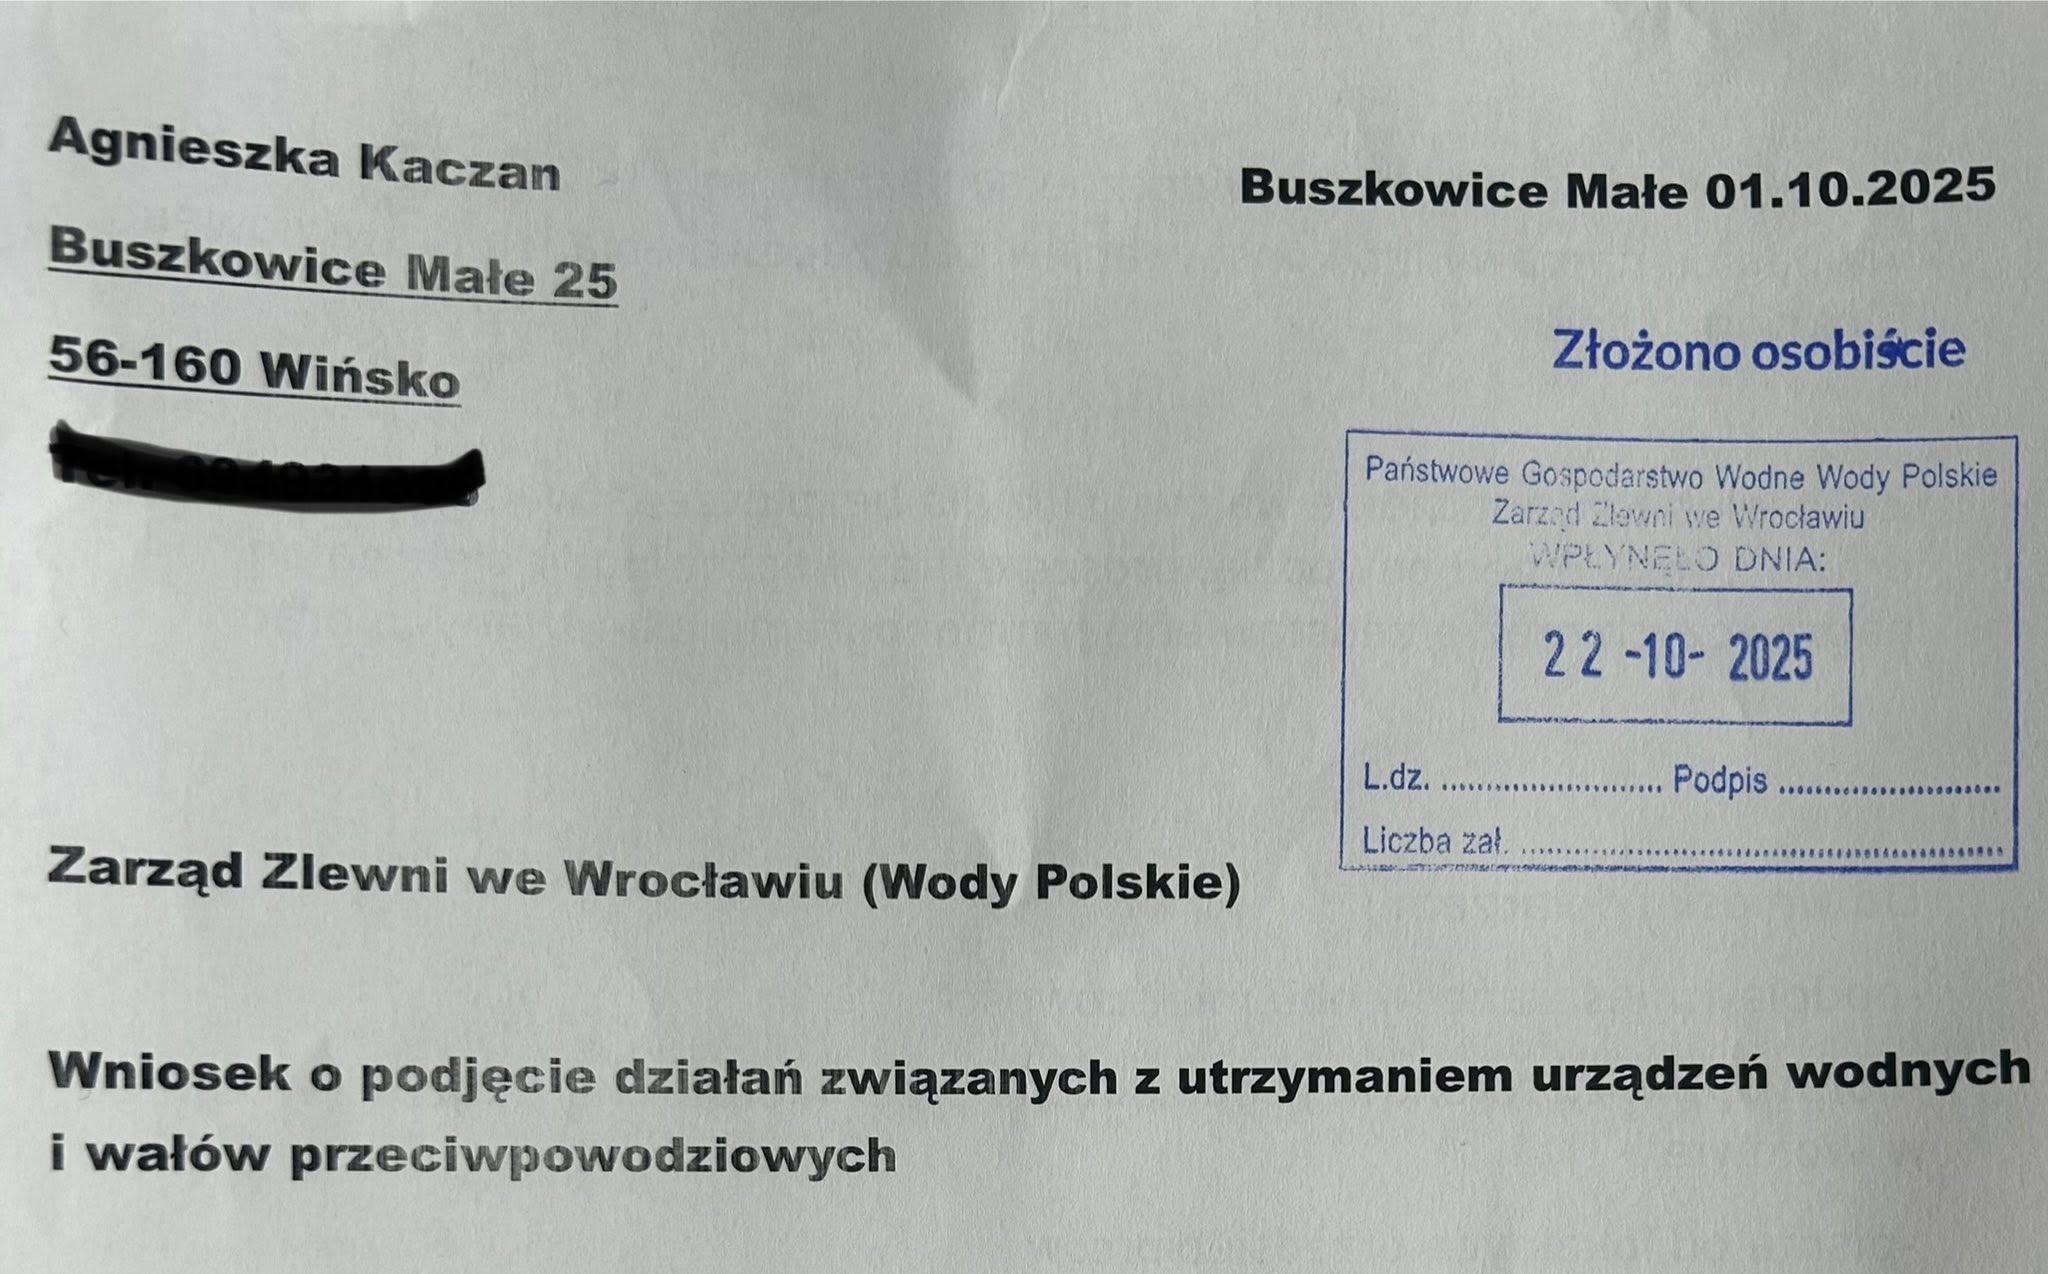 Agnieszka Kaczan
Buszkowice Małe 25
56-160 Wińsko
Buszkowice Małe 01.10.2025
Złożono osobiście
Państwowe Gospodarstwo Wodne Wody Polskie
Zarząd Zlewni we Wrocławiu
WPŁYNĘŁO DNIA:
22 -10- 2025
L.dz. .......................... Podpis ..........................
Liczba zał. ..........................
Zarząd Zlewni we Wrocławiu (Wody Polskie)
Wniosek o podjęcie działań związanych z utrzymaniem urządzeń wodnych
i wałów przeciwpowodziowych